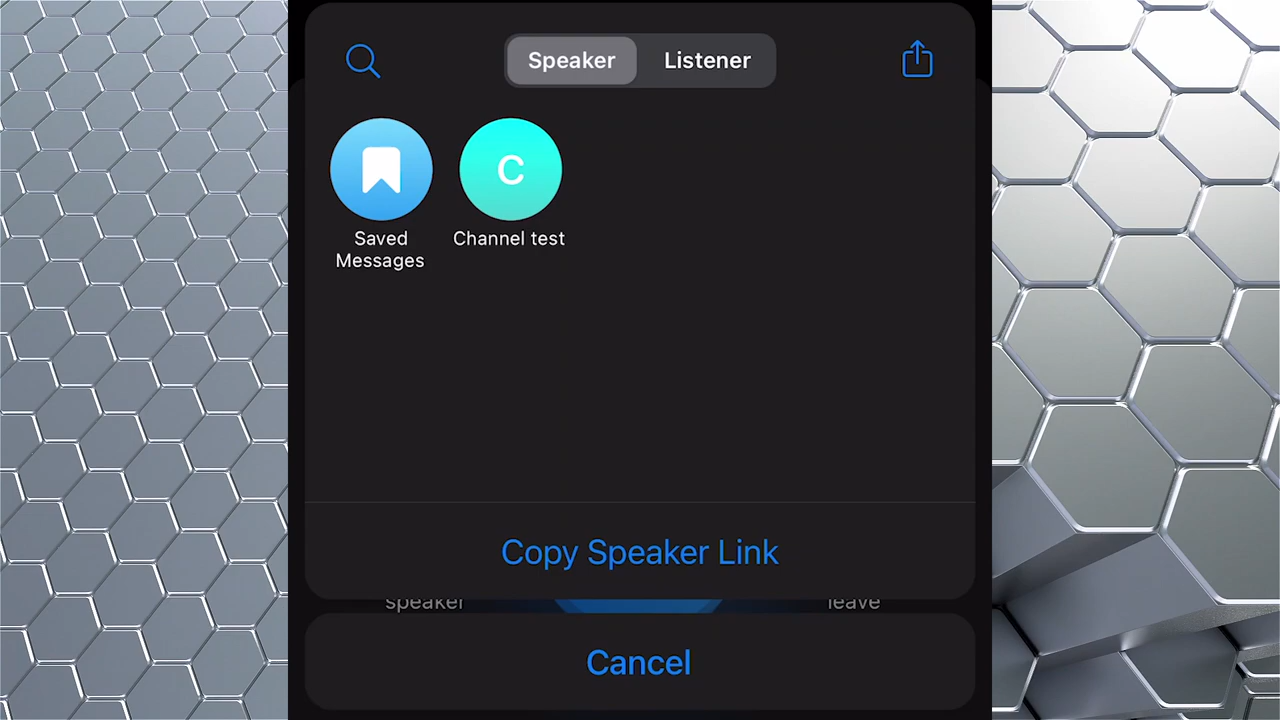 Speaker
Listener
C
Saved
Messages
Channel test
Copy Speaker Link
speaker
leave
Cancel